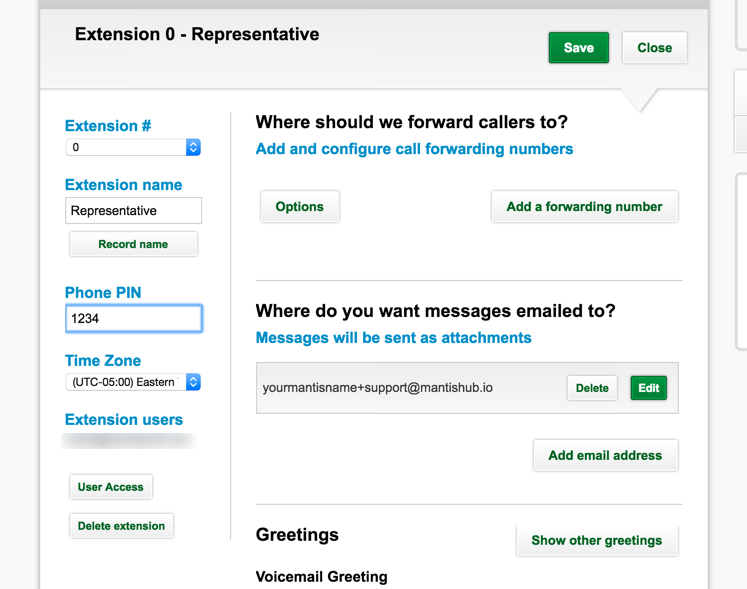 Extension 0 - Representative
Save
Close
Extension #
0
Extension name
Representative
Record name
Phone PIN
1234
Time Zone
(UTC-05:00) Eastern
Extension users
User Access
Delete extension
Where should we forward callers to?
Add and configure call forwarding numbers
Options
Add a forwarding number
Where do you want messages emailed to?
Messages will be sent as attachments
yourmantisname+support@mantishub.io
Delete
Edit
Add email address
Greetings
Show other greetings
Voicemail Greeting